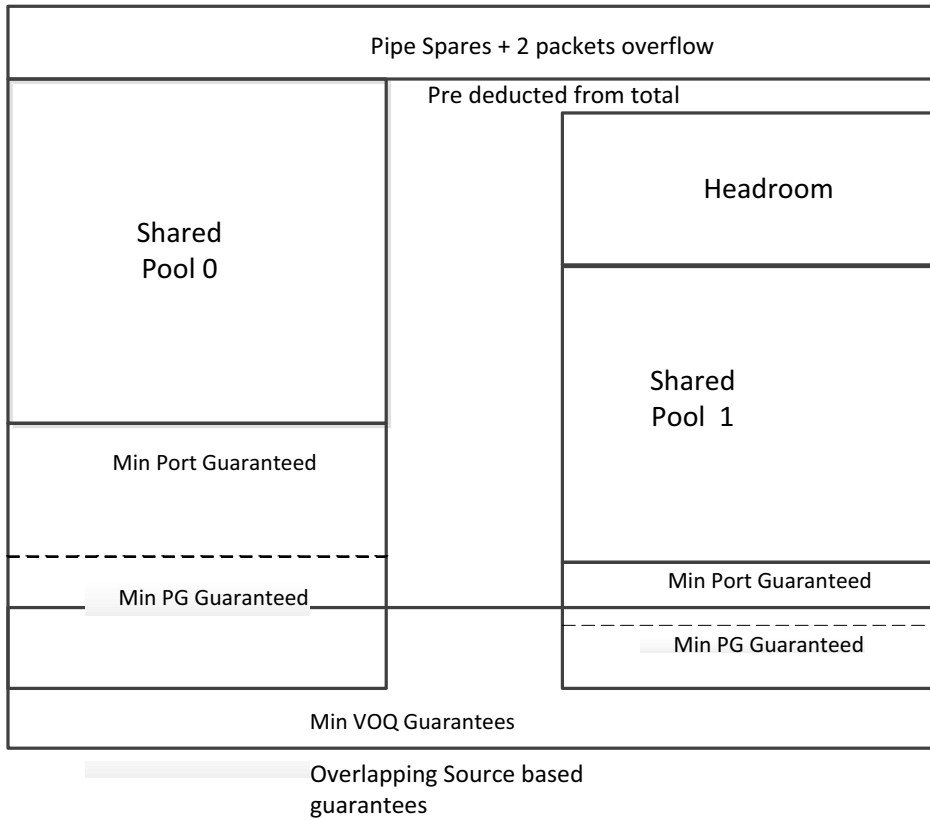 Pipe Spares + 2 packets overflow
Pre deducted from total
Headroom
Shared
Pool 0
Shared
Pool 1
Min Port Guaranteed
Min Port Guaranteed
Min PG Guaranteed
Min PG Guaranteed
Min VOQ Guarantees
Overlapping Source based
guarantees